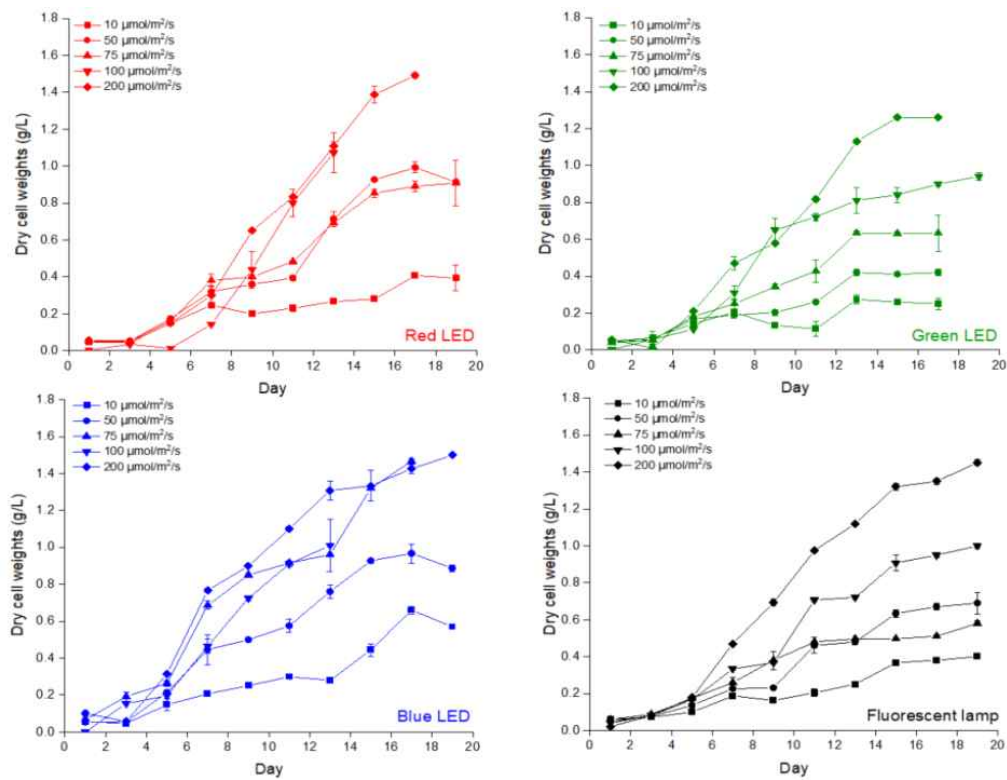 10 µmol/m²/s
50 µmol/m²/s
75 µmol/m²/s
100 µmol/m²/s
200 µmol/m²/s
Dry cell weights (g/L)
1.8
1.6
1.4
1.2
1.0
0.8
0.6
0.4
0.2
0.0
0 2 4 6 8 10 12 14 16 18 20
Day
Red LED
10 µmol/m²/s
50 µmol/m²/s
75 µmol/m²/s
100 µmol/m²/s
200 µmol/m²/s
Dry cell weights (g/L)
1.8
1.6
1.4
1.2
1.0
0.8
0.6
0.4
0.2
0.0
0 2 4 6 8 10 12 14 16 18 20
Day
Green LED
10 µmol/m²/s
50 µmol/m²/s
75 µmol/m²/s
100 µmol/m²/s
200 µmol/m²/s
Dry cell weights (g/L)
1.8
1.6
1.4
1.2
1.0
0.8
0.6
0.4
0.2
0.0
0 2 4 6 8 10 12 14 16 18 20
Day
Blue LED
10 µmol/m²/s
50 µmol/m²/s
75 µmol/m²/s
100 µmol/m²/s
200 µmol/m²/s
Dry cell weights (g/L)
1.8
1.6
1.4
1.2
1.0
0.8
0.6
0.4
0.2
0.0
0 2 4 6 8 10 12 14 16 18 20
Day
Fluorescent lamp